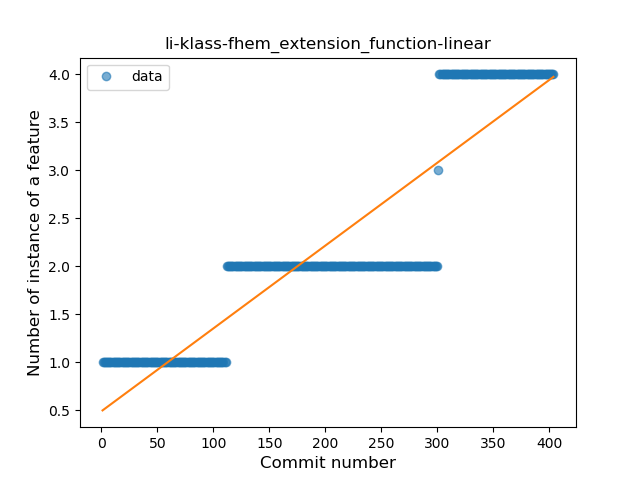 li-klass-fhem_extension_function-linear
data
Number of instance of a feature
4.0
3.5
3.0
2.5
2.0
1.5
1.0
0.5
0 50 100 150 200 250 300 350 400
Commit number